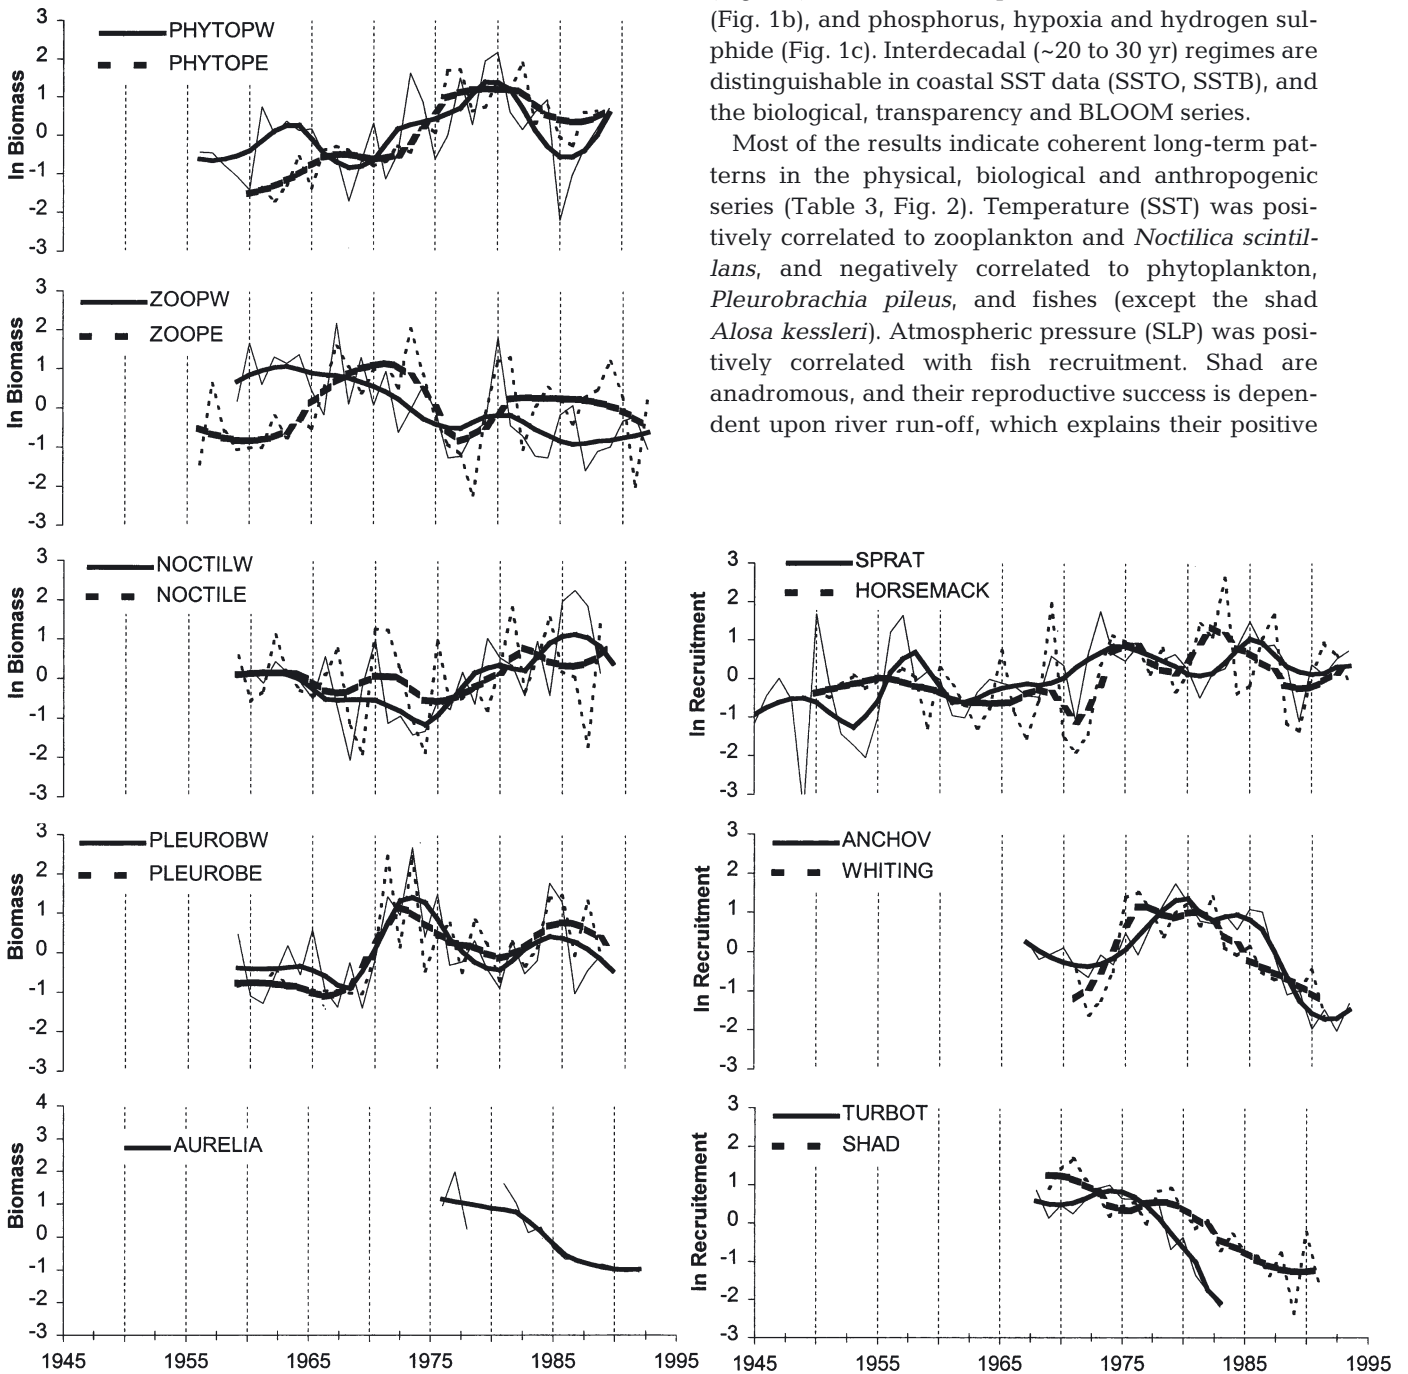 3
2
1
0
-1
-2
-3
ln Biomass
PHYTOPW
PHYTOPE
3
2
1
0
-1
-2
-3
ln Biomass
ZOOPW
ZOOPE
3
2
1
0
-1
-2
-3
ln Biomass
NOCTILW
NOCTILE
3
2
1
0
-1
-2
-3
Biomass
PLEUROBW
PLEUROBE
4
3
2
1
0
-1
-2
-3
Biomass
AURELIA
1945 1955 1965 1975 1985 1995
(Fig. 1b), and phosphorus, hypoxia and hydrogen sul-
phide (Fig. 1c). Interdecadal (~20 to 30 yr) regimes are
distinguishable in coastal SST data (SSTO, SSTB), and
the biological, transparency and BLOOM series.
Most of the results indicate coherent long-term pat-
terns in the physical, biological and anthropogenic
series (Table 3, Fig. 2). Temperature (SST) was posi-
tively correlated to zooplankton and Noctilica scintil-
lans, and negatively correlated to phytoplankton,
Pleurobrachia pileus, and fishes (except the shad
Alosa kessleri). Atmospheric pressure (SLP) was posi-
tively correlated with fish recruitment. Shad are
anadromous, and their reproductive success is depen-
dent upon river run-off, which explains their positive
3
2
1
0
-1
-2
-3
ln Recruitment
SPRAT
HORSEMACK
3
2
1
0
-1
-2
-3
ln Recruitment
ANCHOV
WHITING
3
2
1
0
-1
-2
-3
ln Recruitement
TURBOT
SHAD
1945 1955 1965 1975 1985 1995